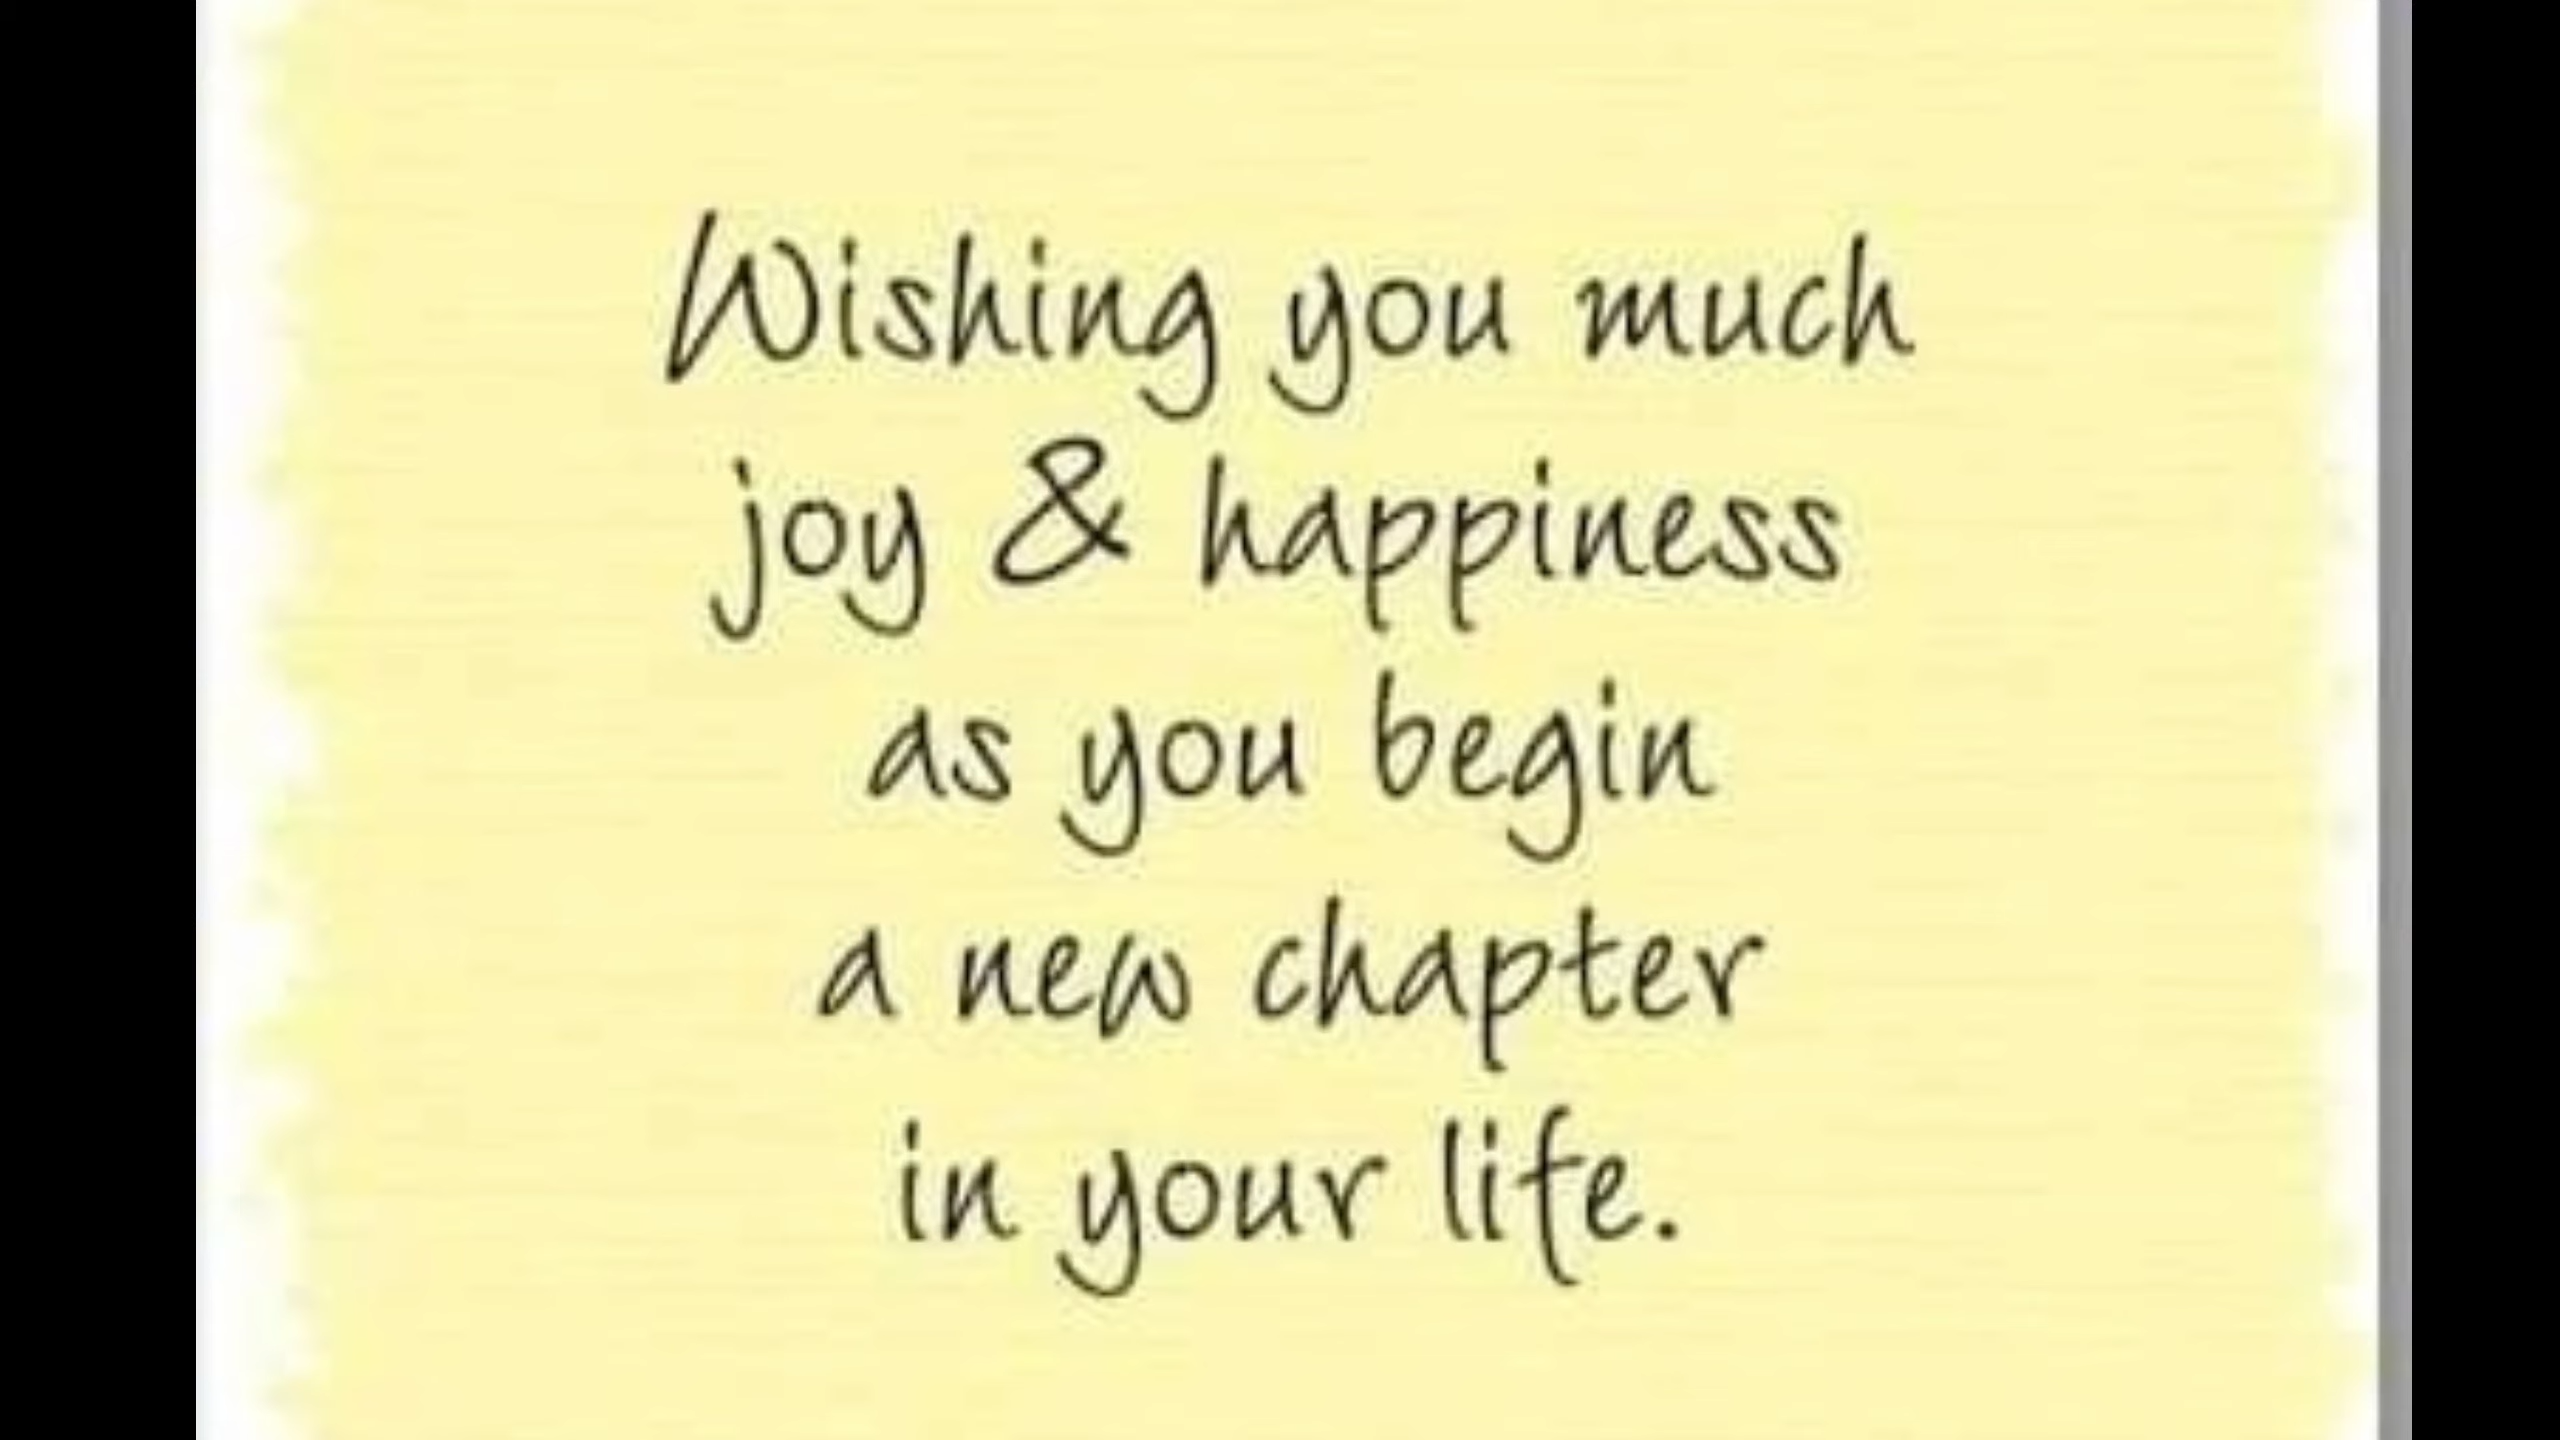 Wishing you much
joy & happiness
as you begin
a new chapter
in your life.